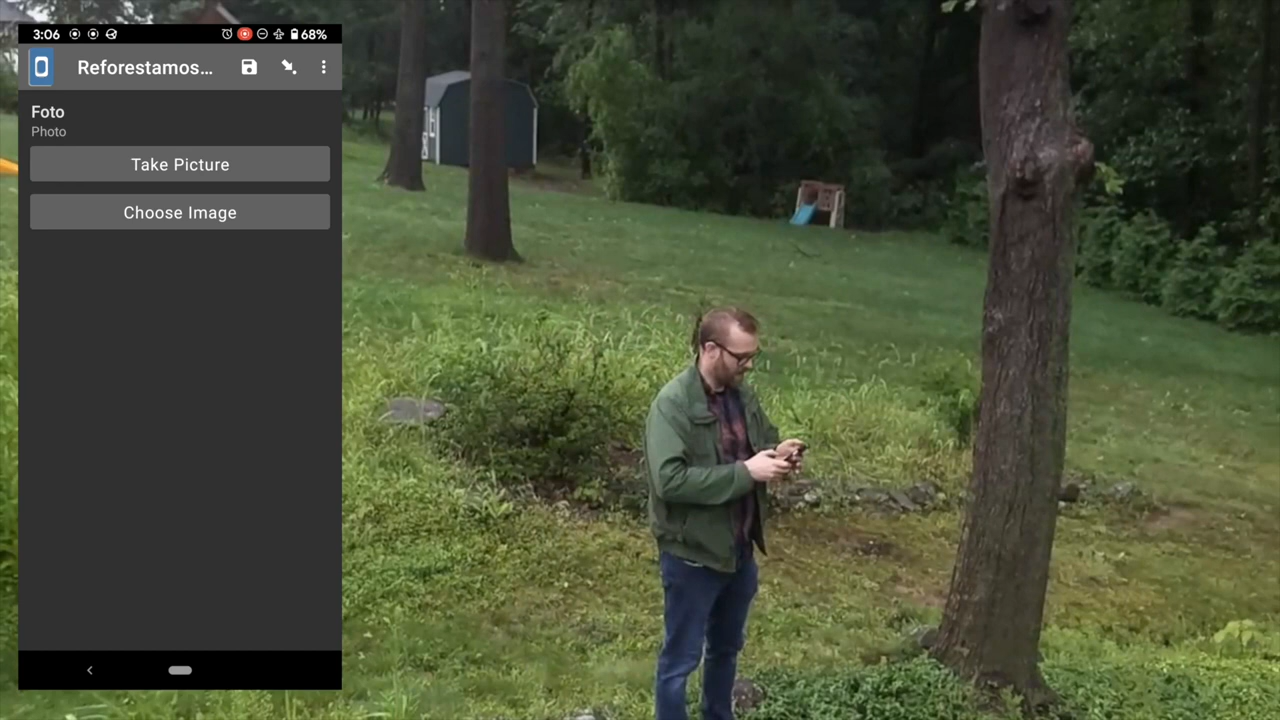 3:06
68%
Reforestamos...
Foto
Photo
Take Picture
Choose Image